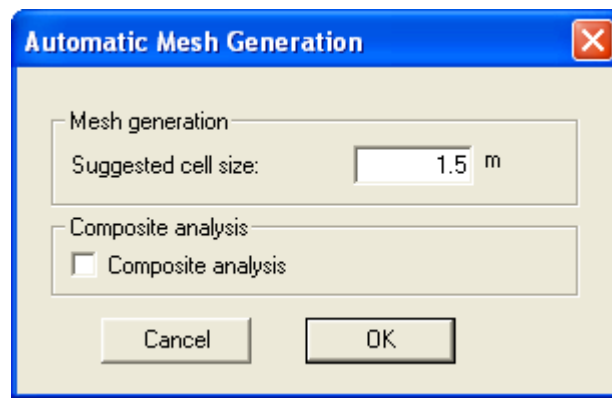 Automatic Mesh Generation
Mesh generation
Suggested cell size: 1.5 m
Composite analysis
Composite analysis
Cancel OK